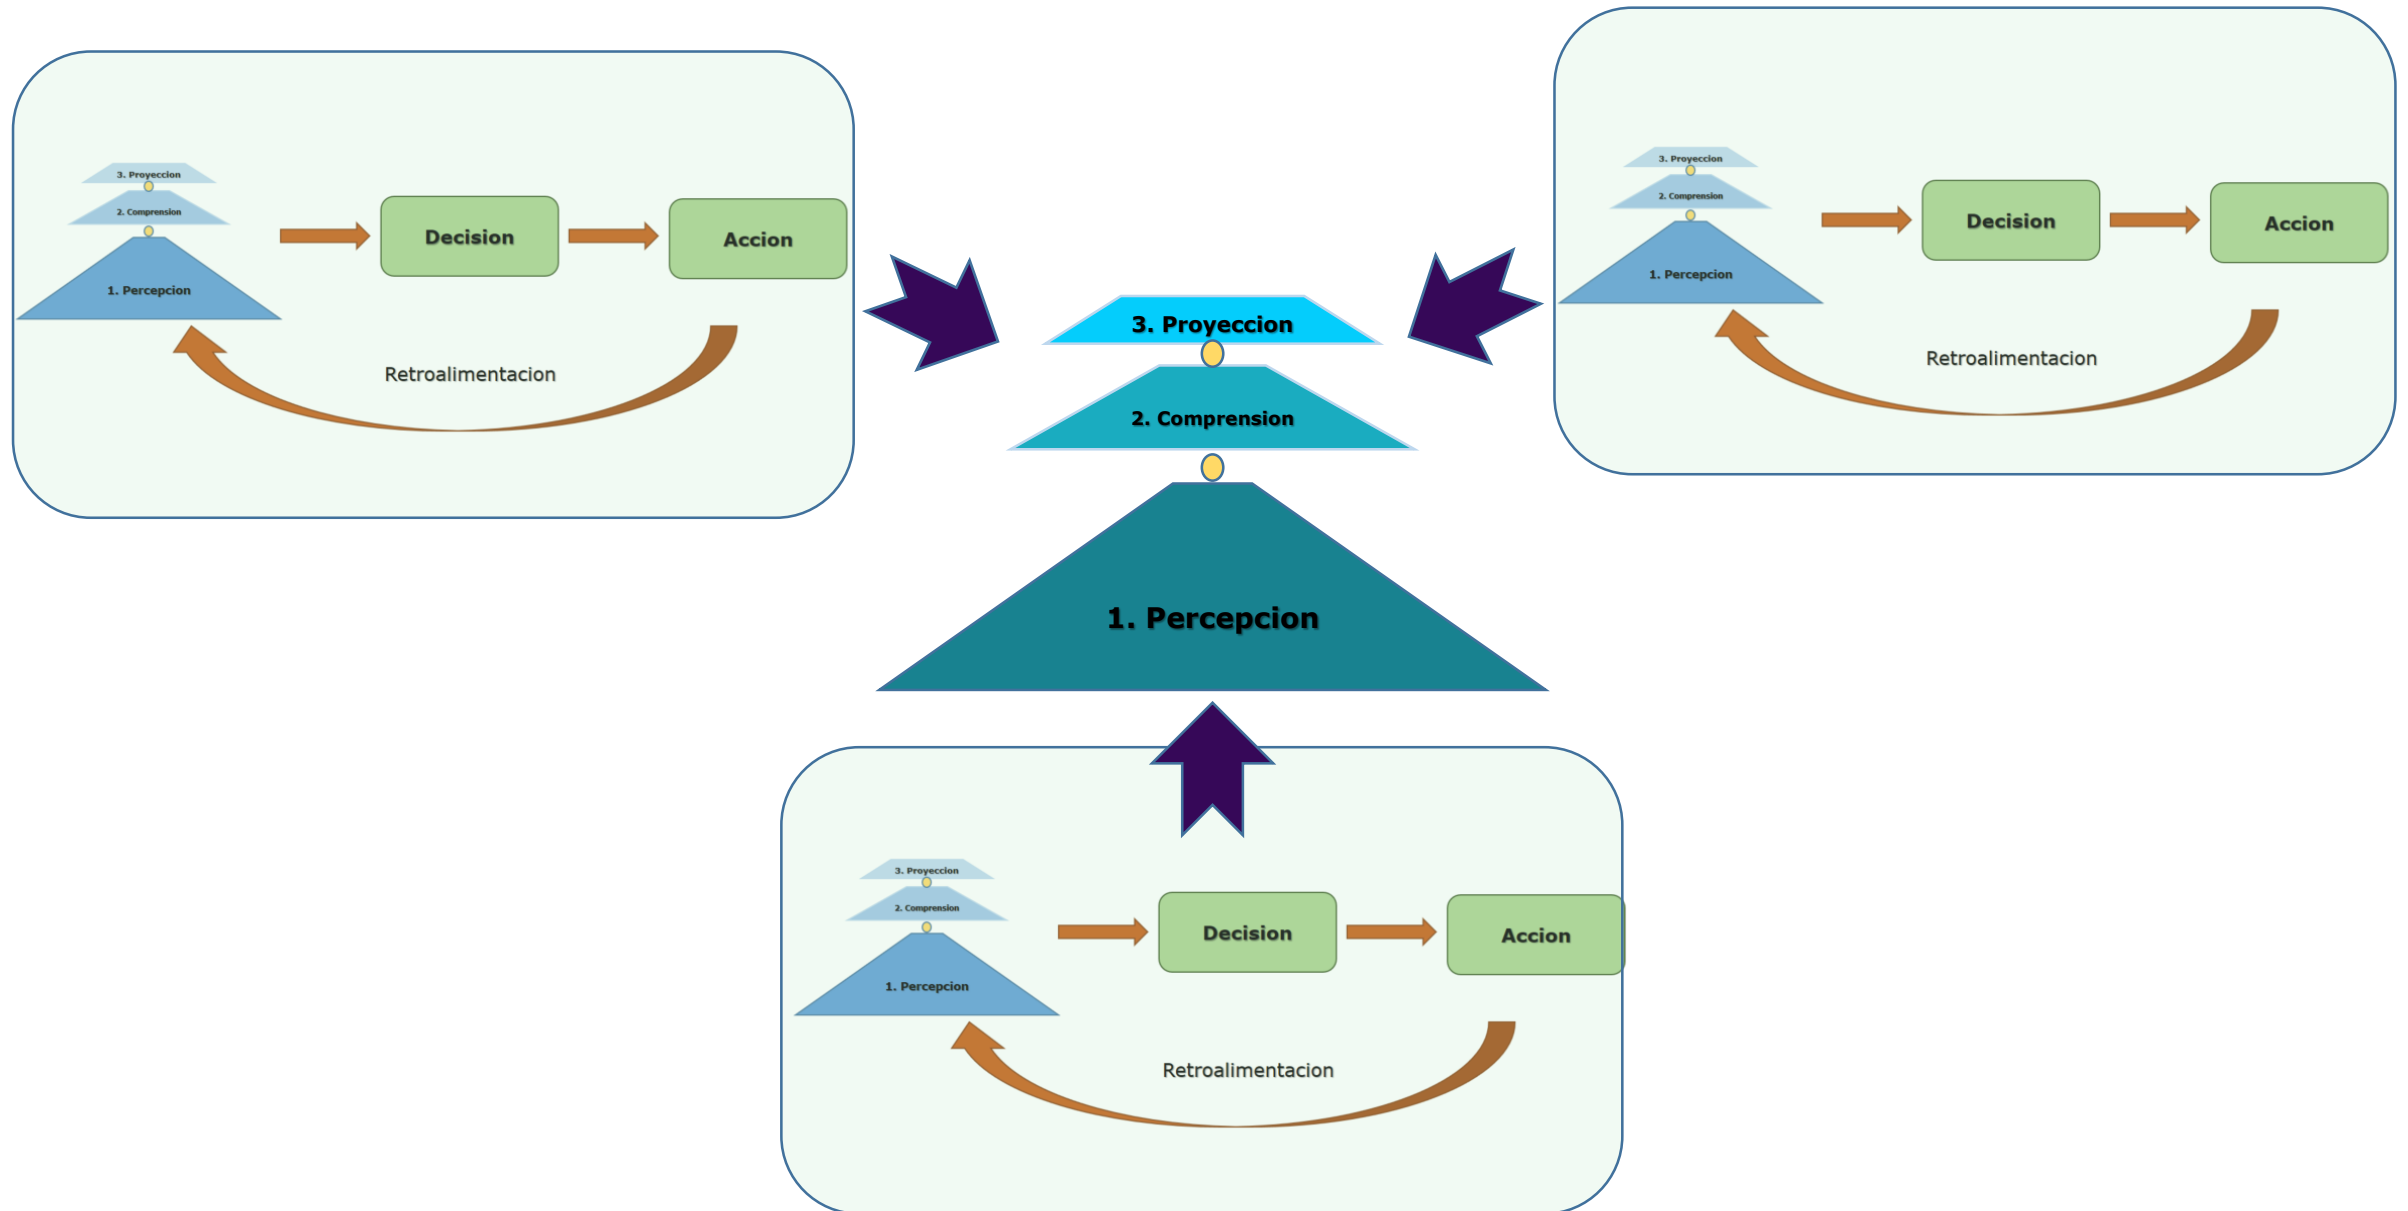 3. Proyeccion
2. Comprension
1. Percepcion
Decision
Accion
Retroalimentacion
3. Proyeccion
2. Comprension
1. Percepcion
Decision
Accion
Retroalimentacion
3. Proyeccion
2. Comprension
1. Percepcion
3. Proyeccion
2. Comprension
1. Percepcion
Decision
Accion
Retroalimentacion